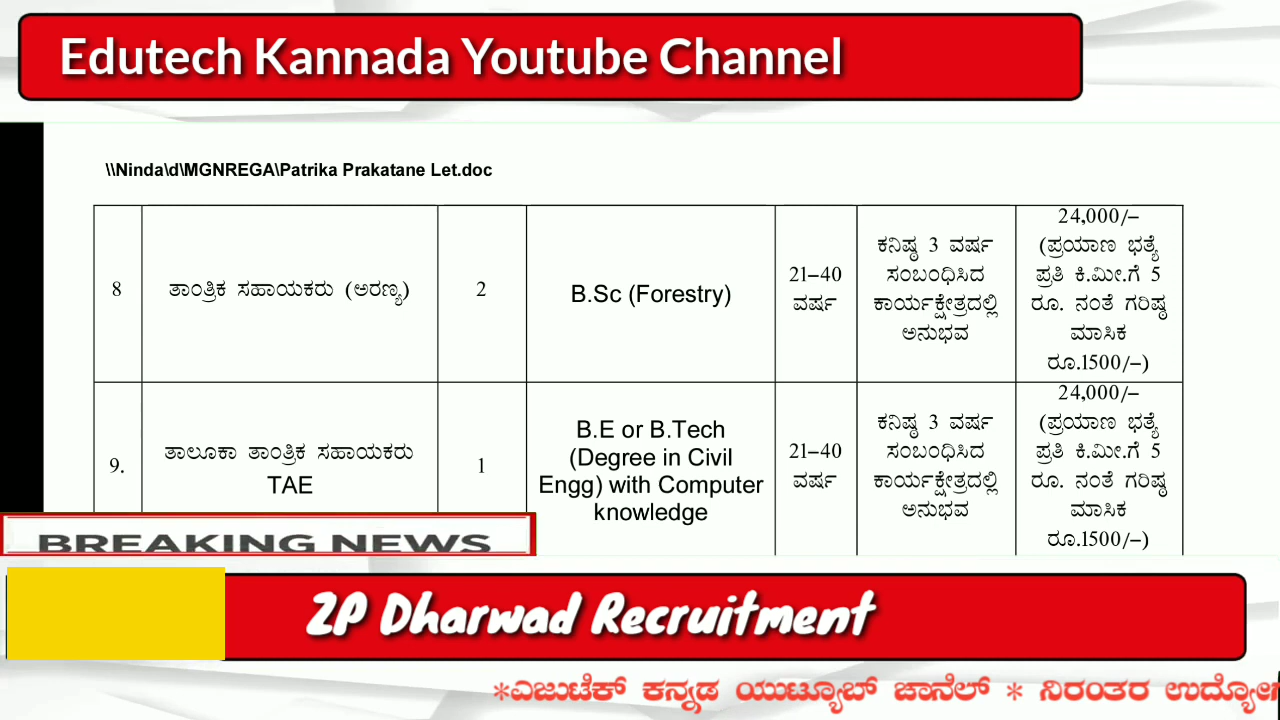 Edutech Kannada Youtube Channel
\\Ninda\d\MGNREGA\Patrika Prakatane Let.doc
8
ತಾಂತ್ರಿಕ ಸಹಾಯಕರು (ಅರಣ್ಯ)
2
B.Sc (Forestry)
21–40
ವರ್ಷ
ಕನಿಷ್ಠ 3 ವರ್ಷ
ಸಂಬಂಧಿಸಿದ
ಕಾರ್ಯಕ್ಷೇತ್ರದಲ್ಲಿ
ಅನುಭವ
24,000/–
(ಪ್ರಯಾಣ ಭತ್ಯೆ
ಪ್ರತಿ ಕಿ.ಮೀ.ಗೆ 5
ರೂ. ನಂತೆ ಗರಿಷ್ಠ
ಮಾಸಿಕ
ರೂ.1500/–)
9.
ತಾಲೂಕಾ ತಾಂತ್ರಿಕ ಸಹಾಯಕರು
TAE
1
B.E or B.Tech
(Degree in Civil
Engg) with Computer
knowledge
21–40
ವರ್ಷ
ಕನಿಷ್ಠ 3 ವರ್ಷ
ಸಂಬಂಧಿಸಿದ
ಕಾರ್ಯಕ್ಷೇತ್ರದಲ್ಲಿ
ಅನುಭವ
24,000/–
(ಪ್ರಯಾಣ ಭತ್ಯೆ
ಪ್ರತಿ ಕಿ.ಮೀ.ಗೆ 5
ರೂ. ನಂತೆ ಗರಿಷ್ಠ
ಮಾಸಿಕ
ರೂ.1500/–)
BREAKING NEWS
ZP Dharwad Recruitment
*ಎಜುಟೆಕ್ ಕನ್ನಡ ಯುಟ್ಯೂಬ್ ಚಾನೆಲ್ * ನಿರಂತರ